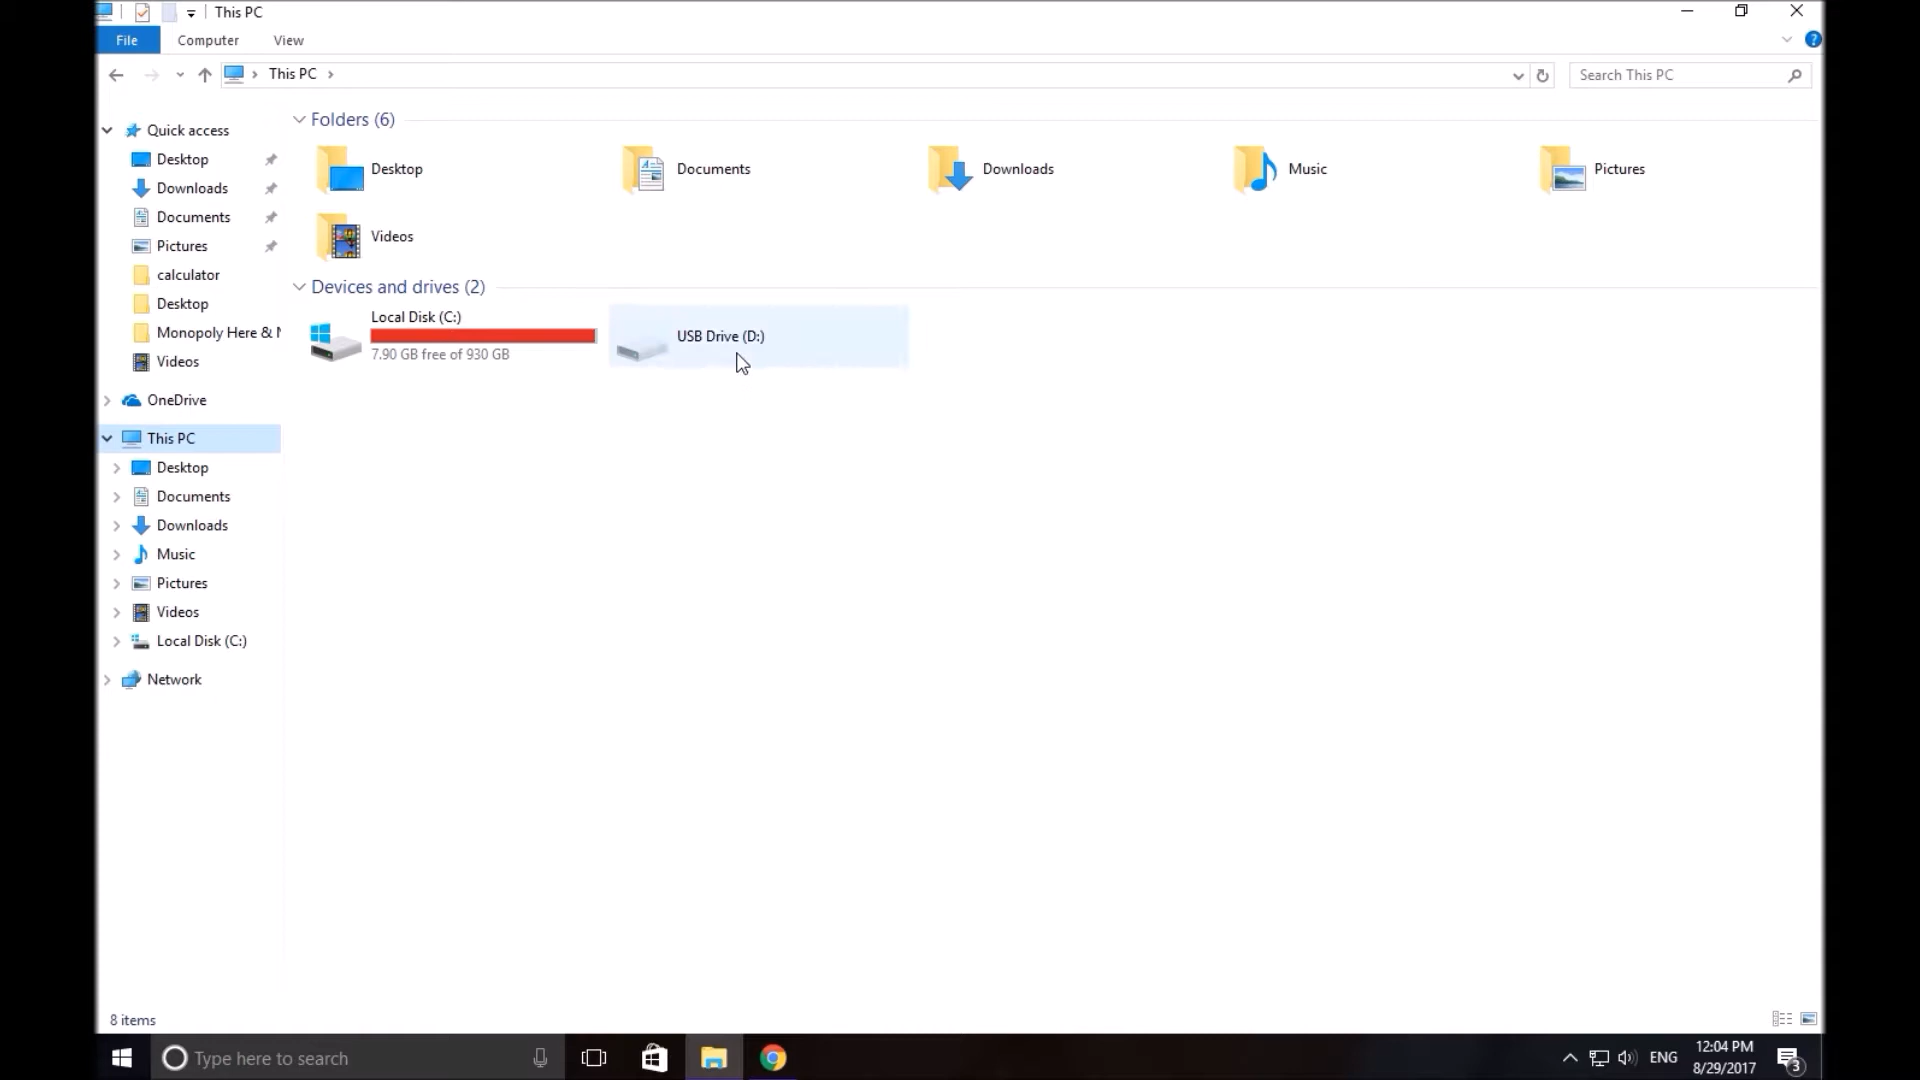 This PC
File
Computer
View
This PC
Search This PC
Quick access
Desktop
Downloads
Documents
Pictures
calculator
Desktop
Monopoly Here &
Videos
OneDrive
This PC
Desktop
Documents
Downloads
Music
Pictures
Videos
Local Disk (C:)
Network
Folders (6)
Desktop
Documents
Downloads
Music
Pictures
Videos
Devices and drives (2)
Local Disk (C:)
7.90 GB free of 930 GB
USB Drive (D:)
8 items
Type here to search
ENG
12:04 PM
8/29/2017
3